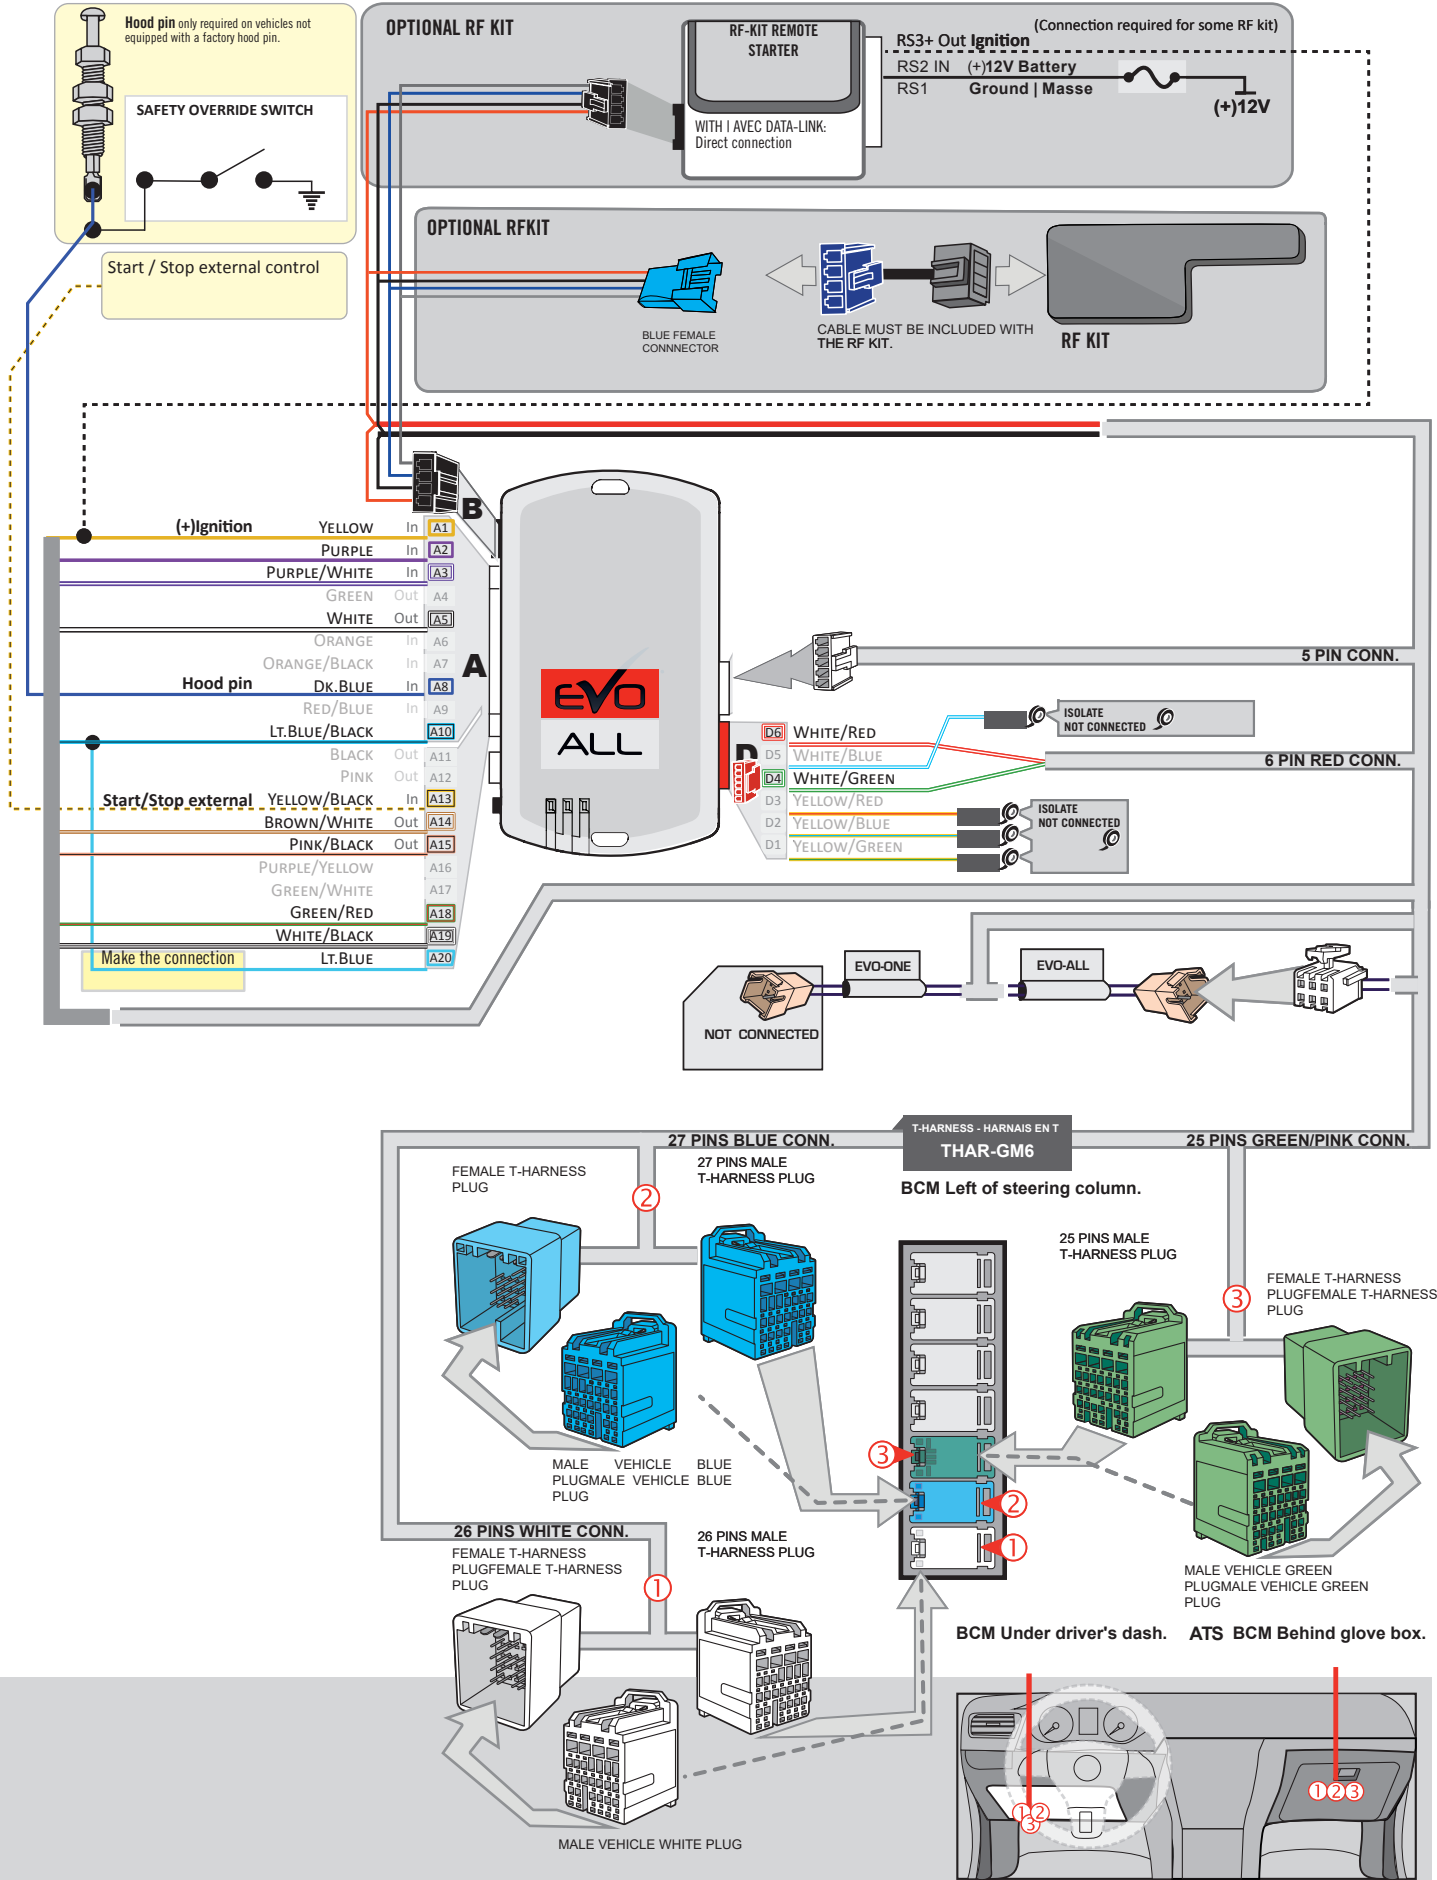 Hood pin only required on vehicles not
equipped with a factory hood pin.
SAFETY OVERRIDE SWITCH
Start / Stop external control
OPTIONAL RF KIT
RF-KIT REMOTE
STARTER
WITH | AVEC DATA-LINK:
Direct connection
(Connection required for some RF kit)
RS3+ Out Ignition
RS2 IN (+)12V Battery
RS1 Ground | Masse
(+)12V
OPTIONAL RFKIT
BLUE FEMALE
CONNNECTOR
CABLE MUST BE INCLUDED WITH
THE RF KIT.
RF KIT
B
(+)Ignition YELLOW In A1
PURPLE In A2
PURPLE/WHITE In A3
GREEN Out A4
WHITE Out A5
ORANGE In A6
ORANGE/BLACK In A7
Hood pin DK.BLUE In A8
RED/BLUE In A9
LT.BLUE/BLACK A10
BLACK Out A11
PINK Out A12
Start/Stop external YELLOW/BLACK In A13
BROWN/WHITE Out A14
PINK/BLACK Out A15
PURPLE/YELLOW A16
GREEN/WHITE A17
GREEN/RED A18
WHITE/BLACK A19
Make the connection LT.BLUE A20
A
EVO
ALL
5 PIN CONN.
D
D6 WHITE/RED
D5 WHITE/BLUE
D4 WHITE/GREEN
D3 YELLOW/RED
D2 YELLOW/BLUE
D1 YELLOW/GREEN
ISOLATE
NOT CONNECTED
6 PIN RED CONN.
ISOLATE
NOT CONNECTED
EVO-ONE
EVO-ALL
NOT CONNECTED
T-HARNESS - HARNAIS EN T
THAR-GM6
27 PINS BLUE CONN.
25 PINS GREEN/PINK CONN.
BCM Left of steering column.
FEMALE T-HARNESS
PLUG
2
27 PINS MALE
T-HARNESS PLUG
25 PINS MALE
T-HARNESS PLUG
3
FEMALE T-HARNESS
PLUGFEMALE T-HARNESS
PLUG
MALE VEHICLE BLUE
PLUGMALE VEHICLE BLUE
PLUG
3
2
1
26 PINS WHITE CONN.
FEMALE T-HARNESS
PLUGFEMALE T-HARNESS
PLUG
1
26 PINS MALE
T-HARNESS PLUG
MALE VEHICLE GREEN
PLUGMALE VEHICLE GREEN
PLUG
BCM Under driver's dash. ATS BCM Behind glove box.
MALE VEHICLE WHITE PLUG
1 2
3
1 2 3